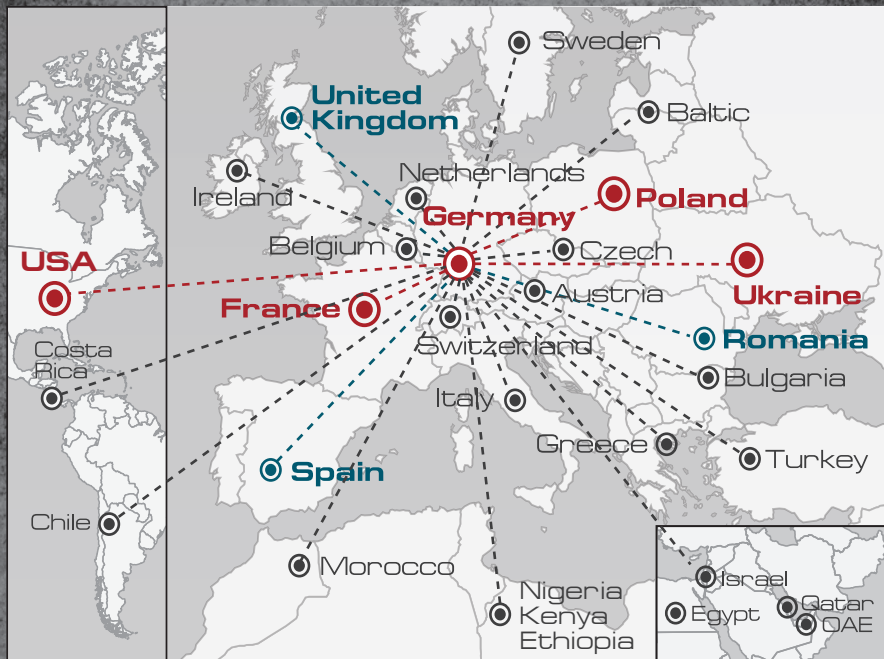 Sweden
United
Kingdom
Baltic
Ireland
Netherlands
Poland
Germany
Belgium
Czech
USA
Ukraine
France
Austria
Costa
Rica
Switzerland
Romania
Bulgaria
Italy
Greece
Turkey
Spain
Chile
Morocco
Nigeria
Kenya
Ethiopia
Israel
Egypt
Qatar
OAE